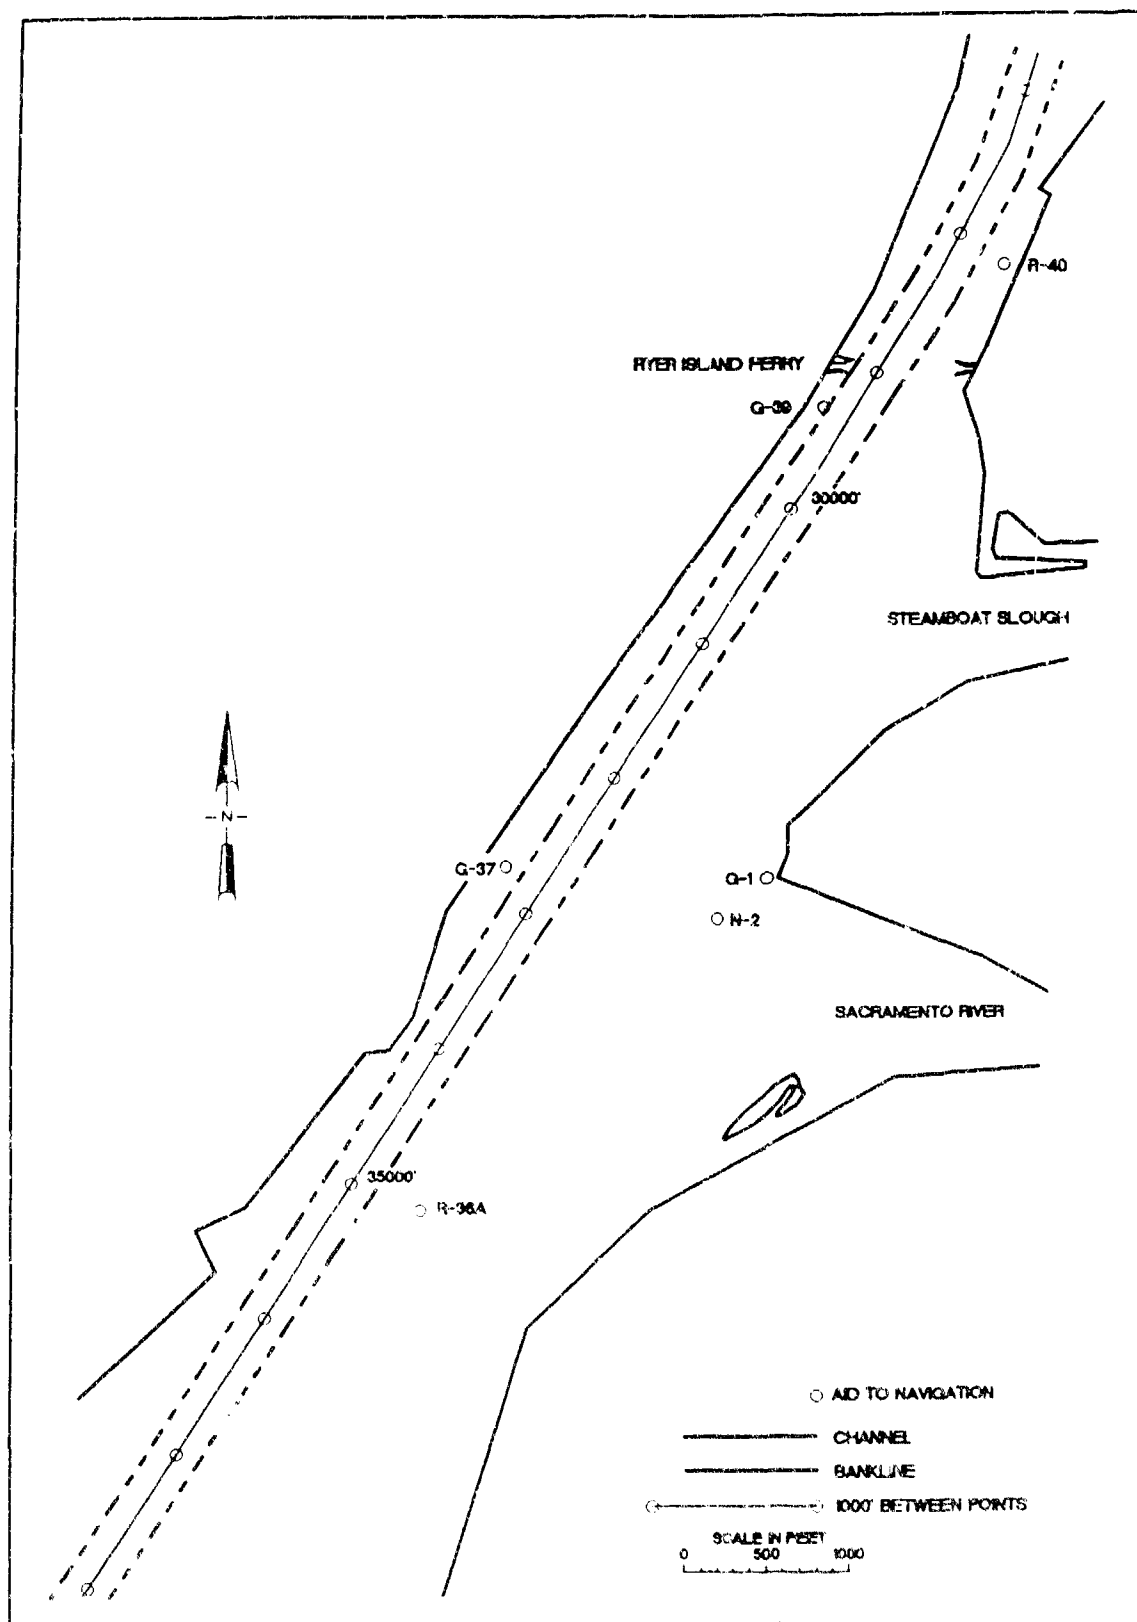 R-40
RYER ISLAND FERRY
G-39
30000'
STEAMBOAT SLOUGH
-N-
G-37
G-1
N-2
SACRAMENTO RIVER
35000'
R-36A
AID TO NAVIGATION
CHANNEL
BANKLINE
1000' BETWEEN POINTS
SCALE IN FEET
0 500 1000